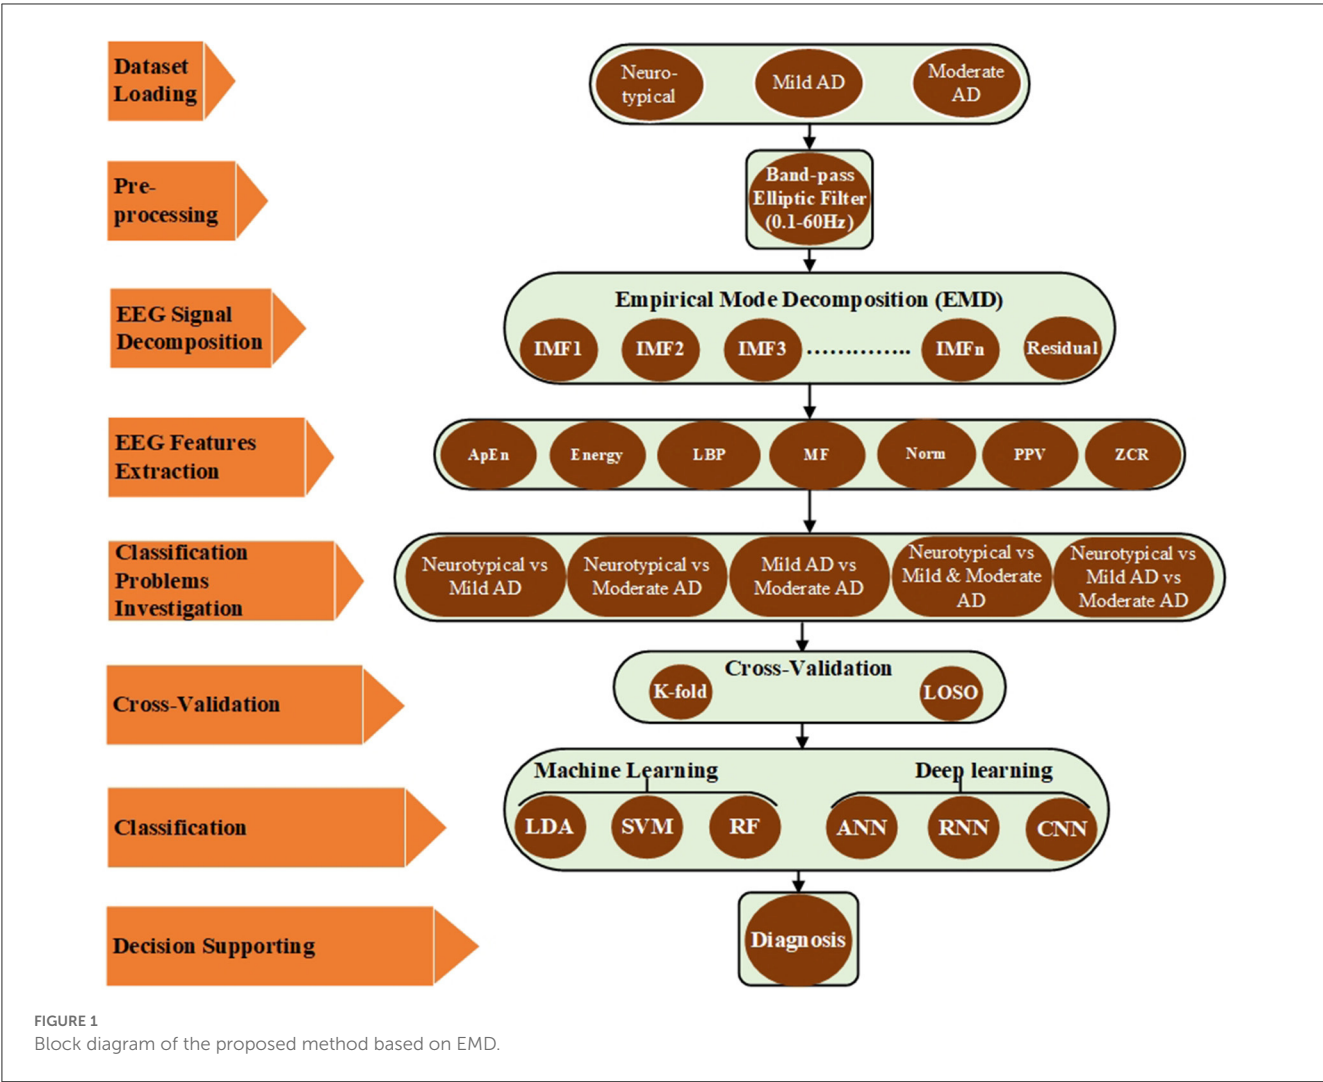 Dataset
Loading
Neuro-
typical
Mild AD
Moderate
AD
Pre-
processing
Band-pass
Elliptic Filter
(0.1-60Hz)
EEG Signal
Decomposition
Empirical Mode Decomposition (EMD)
IMF1
IMF2
IMF3
..............
IMFn
Residual
EEG Features
Extraction
ApEn
Energy
LBP
MF
Norm
PPV
ZCR
Classification
Problems
Investigation
Neurotypical vs
Mild AD
Neurotypical vs
Moderate AD
Mild AD vs
Moderate AD
Neurotypical vs
Mild & Moderate
AD
Neurotypical vs
Mild AD vs
Moderate AD
Cross-Validation
Cross-Validation
K-fold
LOSO
Classification
Machine Learning
LDA
SVM
RF
Deep learning
ANN
RNN
CNN
Decision Supporting
Diagnosis
FIGURE 1
Block diagram of the proposed method based on EMD.